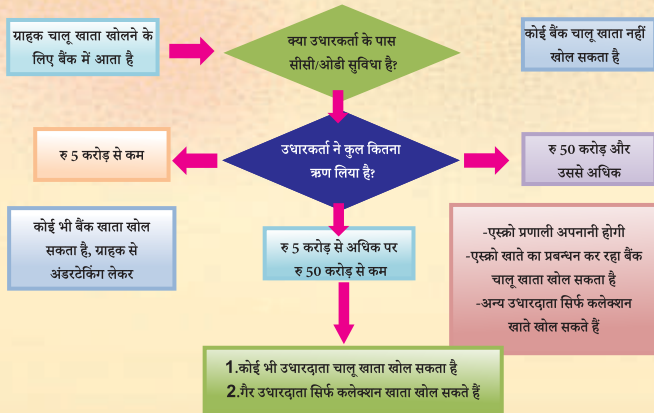 ग्राहक चालू खाता खोलने के
लिए बैंक में आता है
क्या उधारकर्ता के पास
सीसी/ओडी सुविधा है?
कोई बैंक चालू खाता नहीं
खोल सकता है
रु 5 करोड़ से कम
उधारकर्ता ने कुल कितना
ऋण लिया है?
रु 50 करोड़ और
उससे अधिक
कोई भी बैंक खाता खोल
सकता है, ग्राहक से
अंडरटेकिंग लेकर
रु 5 करोड़ से अधिक पर
रु 50 करोड़ से कम
-एस्क्रो प्रणाली अपनानी होगी
-एस्क्रो खाते का प्रबन्धन कर रहा बैंक
चालू खाता खोल सकता है
-अन्य उधारदाता सिर्फ कलेक्शन
खाते खोल सकते हैं
1.कोई भी उधारदाता चालू खाता खोल सकता है
2.गैर उधारदाता सिर्फ कलेक्शन खाता खोल सकते हैं